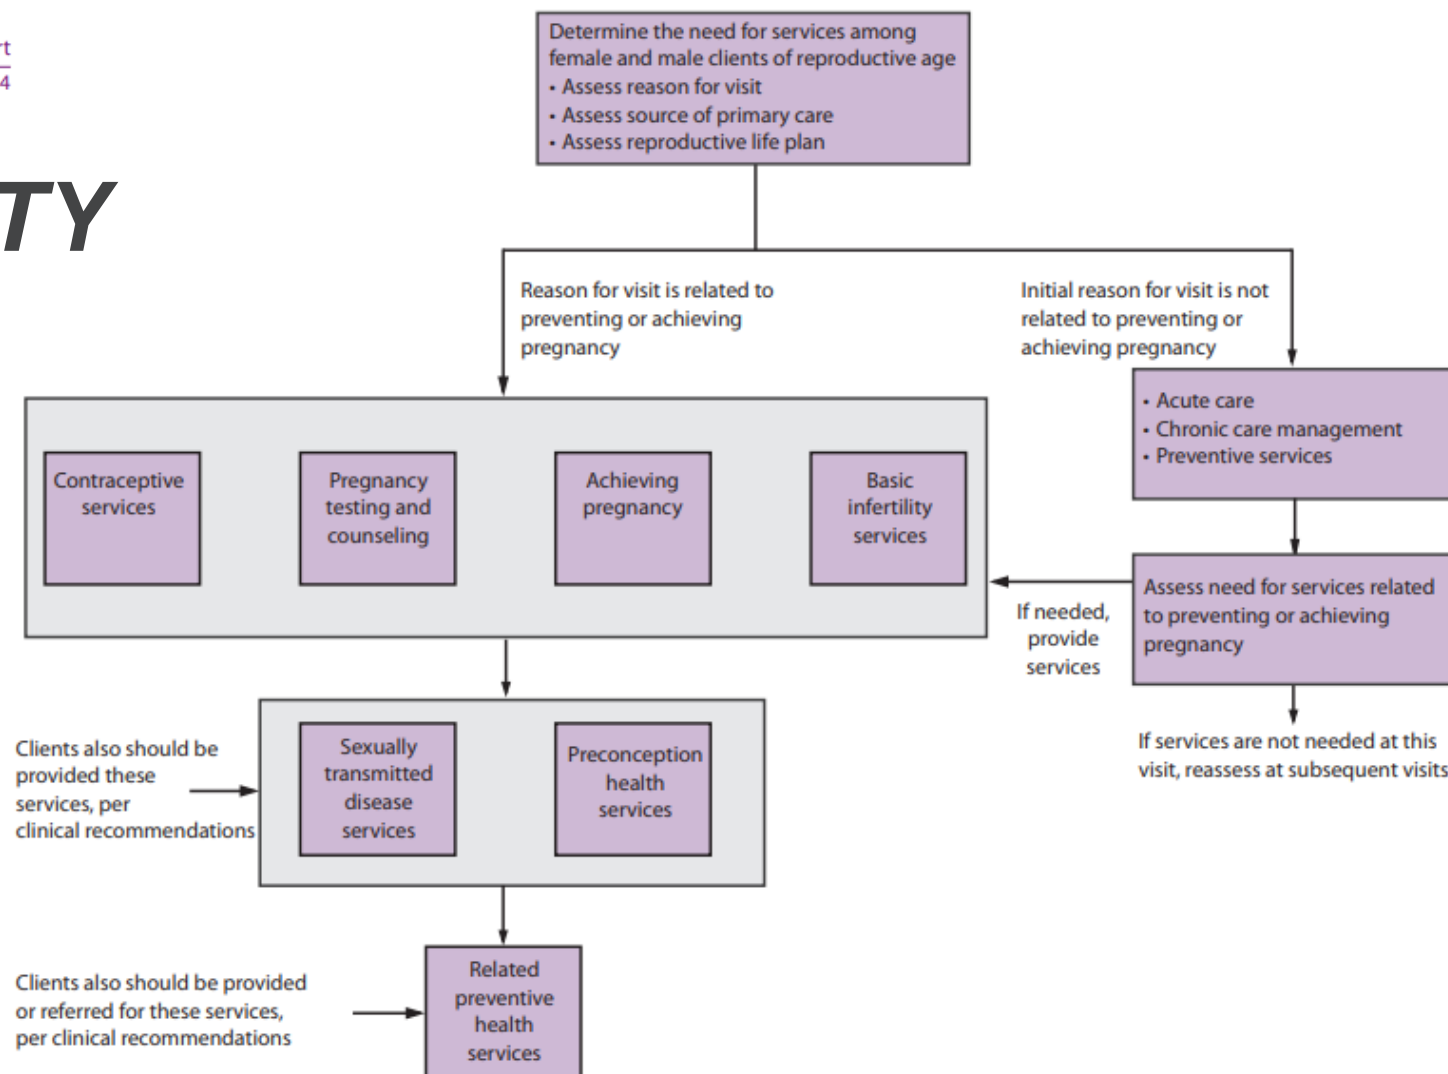 rt
4
TY
Determine the need for services among
female and male clients of reproductive age
• Assess reason for visit
• Assess source of primary care
• Assess reproductive life plan
Reason for visit is related to
preventing or achieving
pregnancy
Initial reason for visit is not
related to preventing or
achieving pregnancy
• Acute care
• Chronic care management
• Preventive services
Contraceptive
services
Pregnancy
testing and
counseling
Achieving
pregnancy
Basic
infertility
services
If needed,
provide
services
Assess need for services related
to preventing or achieving
pregnancy
If services are not needed at this
visit, reassess at subsequent visits
Clients also should be
provided these
services, per
clinical recommendations
Sexually
transmitted
disease
services
Preconception
health
services
Clients also should be provided
or referred for these services,
per clinical recommendations
Related
preventive
health
services